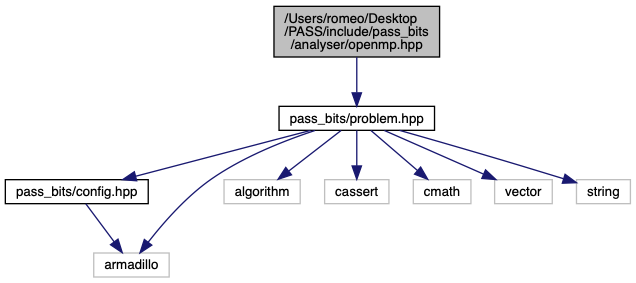 /Users/romeo/Desktop
/PASS/include/pass_bits
/analyser/openmp.hpp
pass_bits/problem.hpp
pass_bits/config.hpp
algorithm
cassert
cmath
vector
string
armadillo